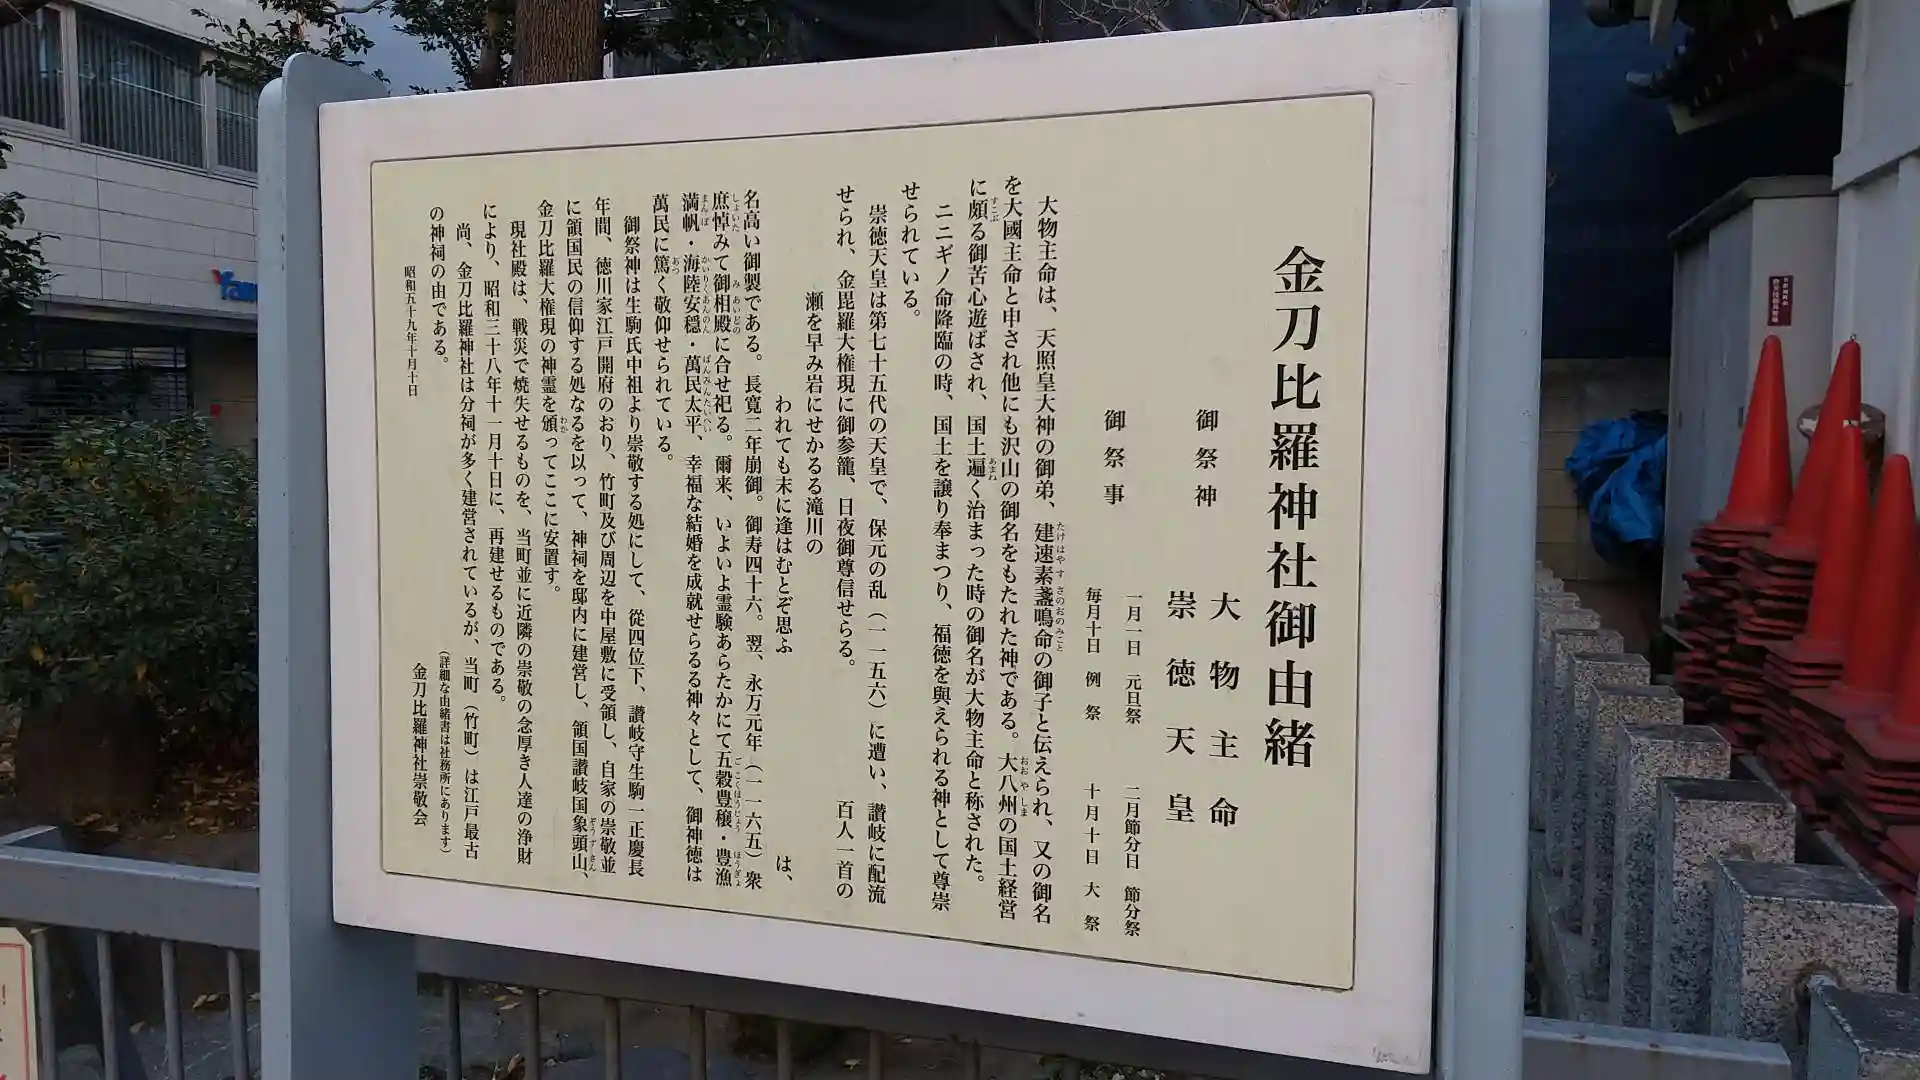 金刀比羅神社御由緒
御祭神
大物主命
崇徳天皇
御祭事
一月一日 元旦祭 二月節分日 節分祭
毎月十日 例祭 十月十日 大祭
大物主命は、天照皇大神の御弟、建速素盞鳴命の御子と伝えられ、又の御名
を大國主命と申され他にも沢山の御名をもたれた神である。大八州の国土経営
に頗る御苦心遊ばされ、国土遍く治まった時の御名が大物主命と称された。
ニニギノ命降臨の時、国土を譲り奉まつり、福徳を與えられる神として尊崇
せられている。
崇徳天皇は第七十五代の天皇で、保元の乱(一一五六)に遭い、讃岐に配流
せられ、金毘羅大権現に御参籠、日夜御尊信せらる。 百人一首の
瀬を早み岩にせかるる滝川の
われても末に逢はむとぞ思ふ は、
名高い御製である。長寛二年崩御。御寿四十六。翌、永万元年(一一六五)衆
庶悼みて御相殿に合せ祀る。爾来、いよいよ霊験あらたかにて五穀豊穣・豊漁
満帆・海陸安穏・萬民太平、幸福な結婚を成就せらるる神々として、御神徳は
萬民に篤く敬仰せられている。
御祭神は生駒氏中祖より崇敬する処にして、従四位下、讃岐守生駒一正慶長
年間、徳川家江戸開府のおり、竹町及び周辺を中屋敷に受領し、自家の崇敬並
に領国民の信仰する処なるを以って、神祠を邸内に建営し、領国讃岐国象頭山、
金刀比羅大権現の神霊を頒ってここに安置す。
現社殿は、戦災で焼失せるものを、当町並に近隣の崇敬の念厚き人達の浄財
により、昭和三十八年十一月十日に、再建せるものである。
尚、金刀比羅神社は分祠が多く建営されているが、当町(竹町)は江戸最古
の神祠の由である。
(詳細な由緒書は社務所にあります)
昭和五十九年十月十日
金刀比羅神社崇敬会